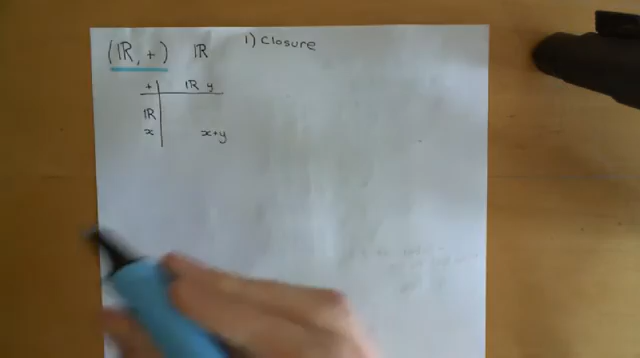 (ℝ, +) ℝ 1) Closure
+ ℝ y
ℝ
x x+y